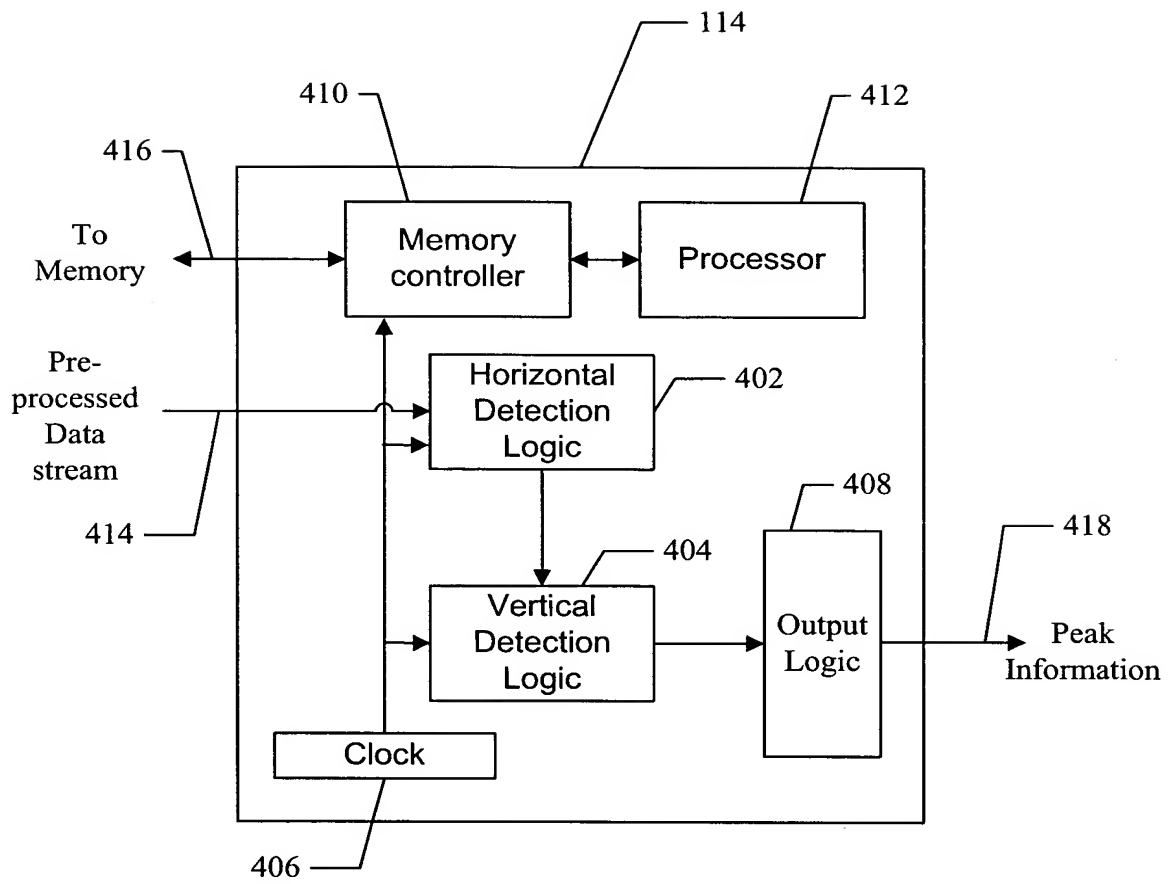 114
410
412
416
To
Memory
Memory
controller
Processor
Pre-
processed
Data
stream
Horizontal
Detection
Logic
402
414
408
418
404
Vertical
Detection
Logic
Output
Logic
Peak
Information
Clock
406